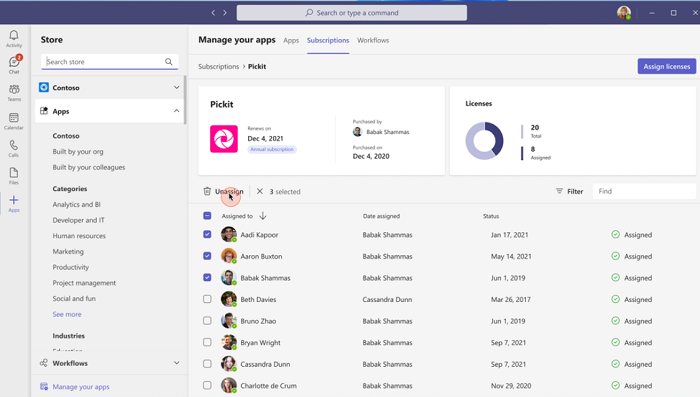 Search or type a command
Activity
2
Chat
Teams
Calendar
Calls
Files
Apps
Store
Search store
Contoso
Apps
Contoso
Built by your org
Built by your colleagues
Categories
Analytics and BI
Developer and IT
Human resources
Marketing
Productivity
Project management
Social and fun
See more
Industries
Education
Workflows
Manage your apps
Manage your apps
Apps
Subscriptions
Workflows
Subscriptions > Pickit
Assign licenses
Pickit
Renews on
Dec 4, 2021
Annual subscription
Purchased by
Babak Shammas
Purchased on
Dec 4, 2020
Licenses
20
Total
8
Assigned
Unassign
3 selected
Filter
Find
Assigned to Date assigned Status
Aadi Kapoor Babak Shammas Jan 17, 2021 Assigned
Aaron Buxton Babak Shammas May 14, 2021 Assigned
Babak Shammas Babak Shammas Jun 1, 2019 Assigned
Beth Davies Cassandra Dunn Mar 26, 2017 Assigned
Bruno Zhao Babak Shammas Jun 1, 2019 Assigned
Bryan Wright Babak Shammas Sep 7, 2021 Assigned
Cassandra Dunn Babak Shammas Sep 7, 2021 Assigned
Charlotte de Crum Babak Shammas Nov 29, 2020 Assigned